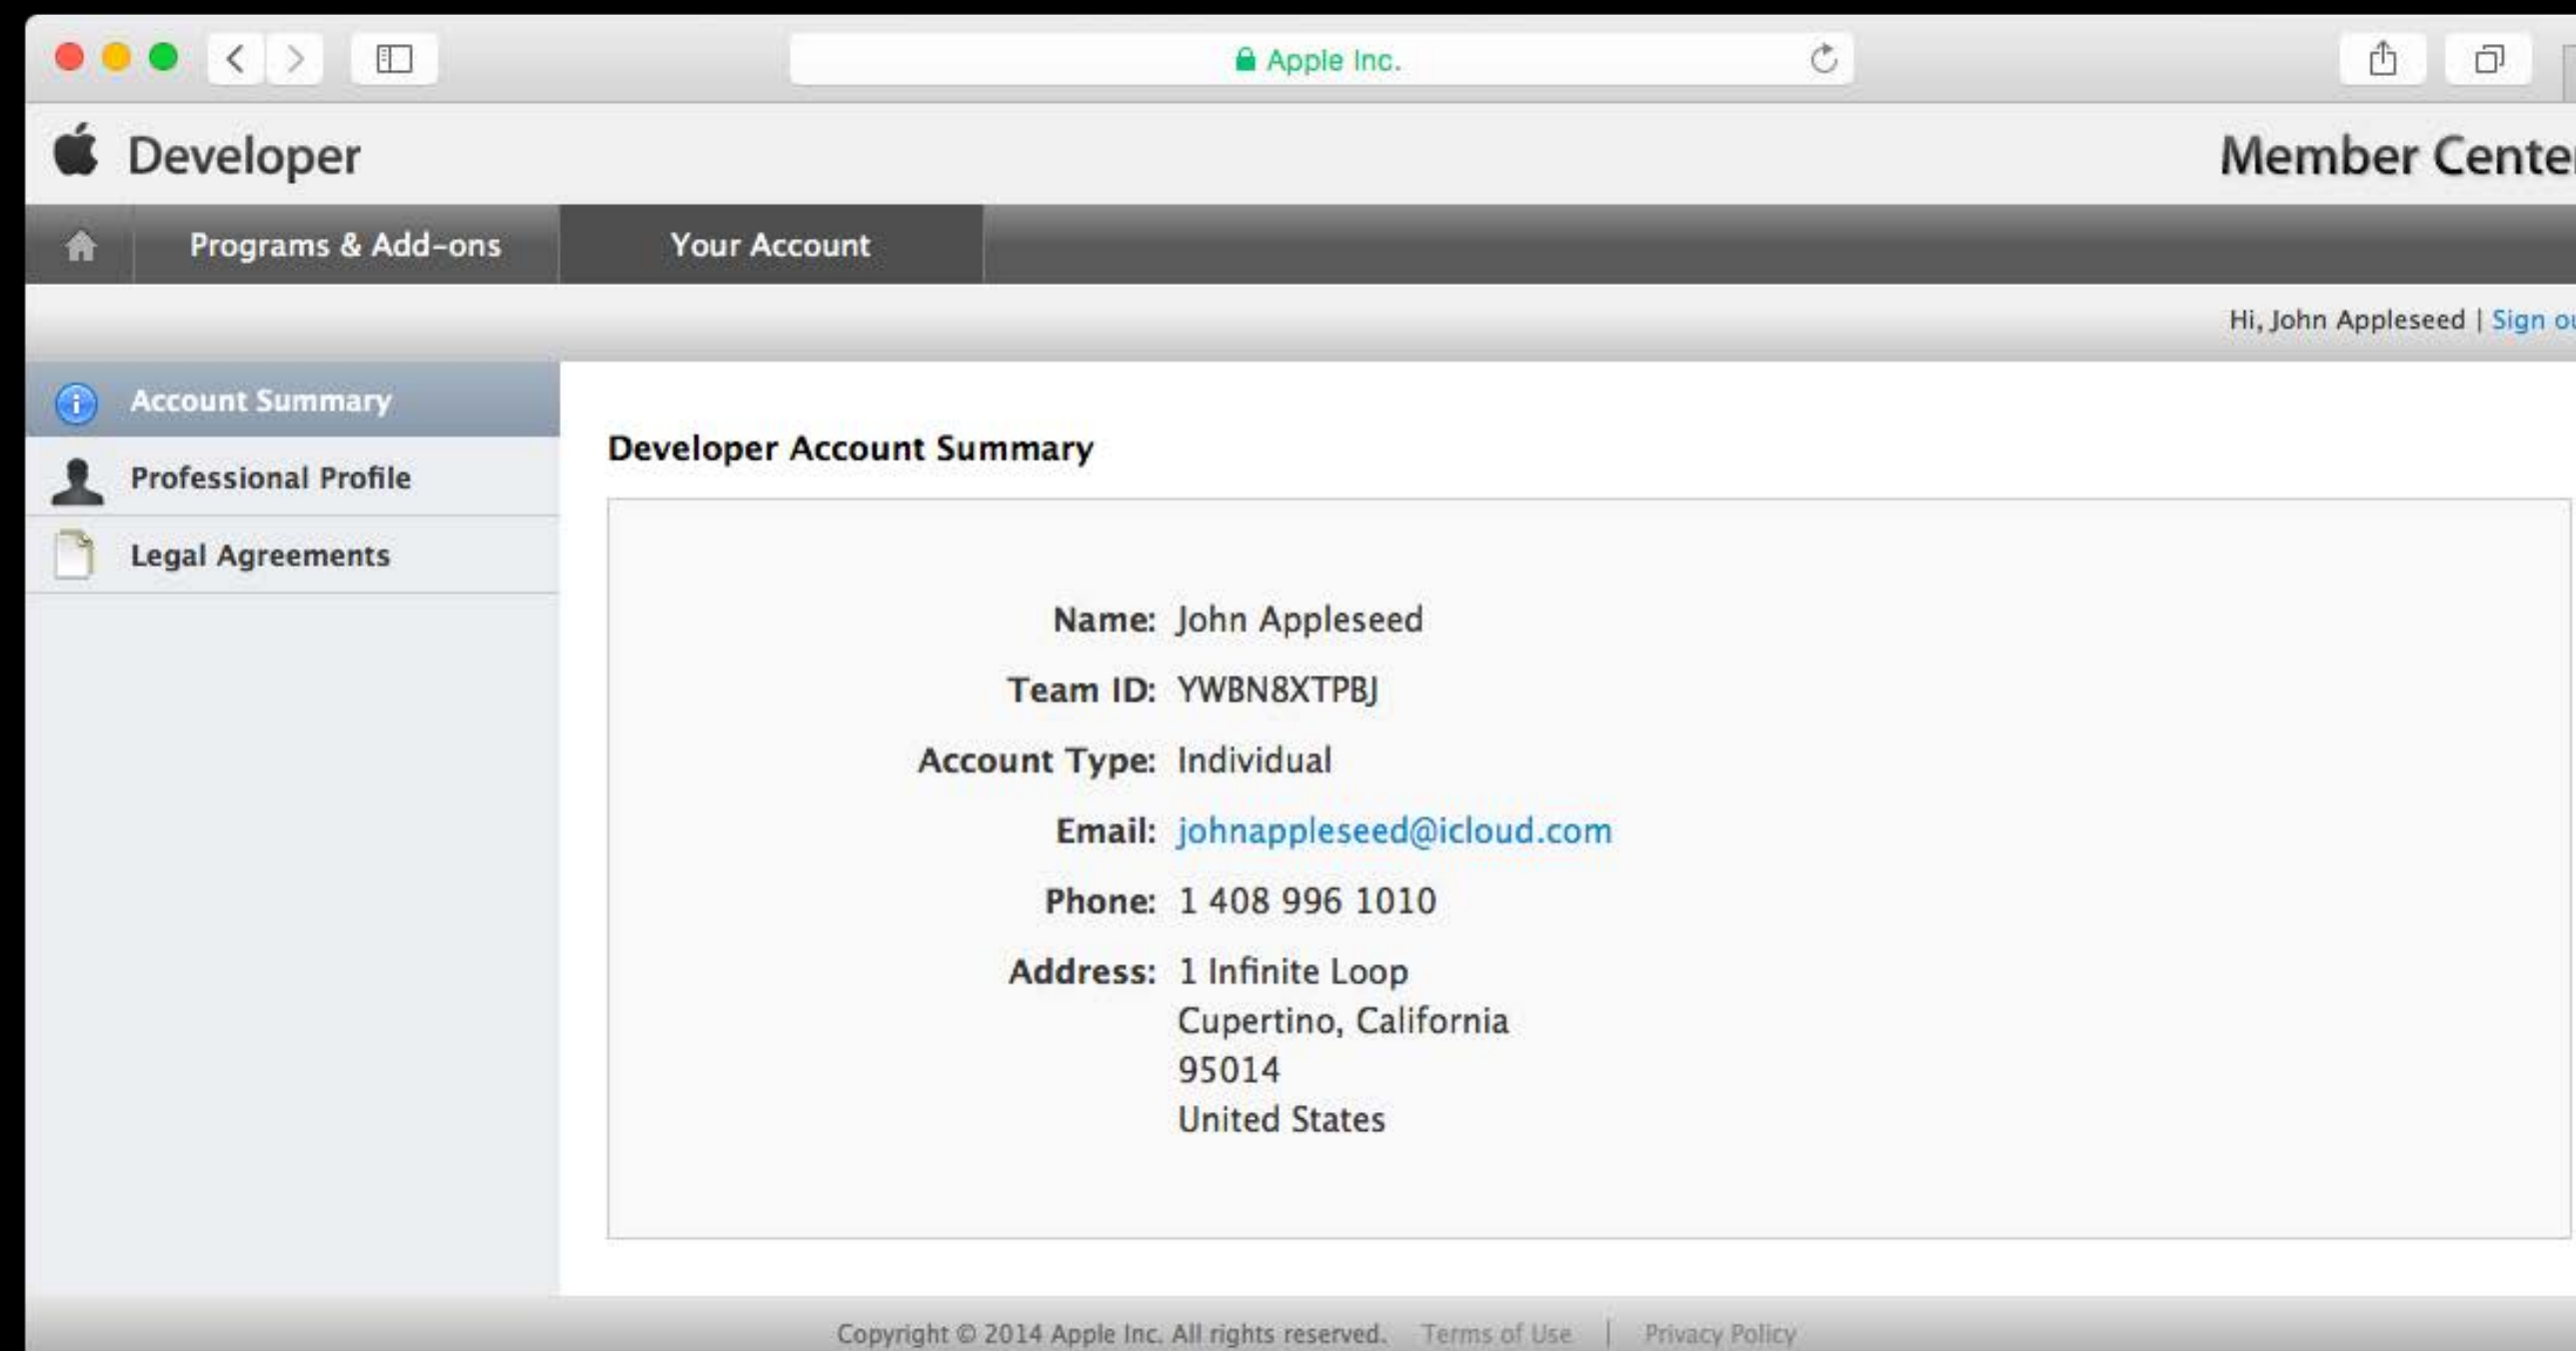 Apple Inc.
Developer
Member Center
Programs & Add-ons
Your Account
Hi, John Appleseed | Sign ou
Account Summary
Professional Profile
Legal Agreements
Developer Account Summary
Name: John Appleseed
Team ID: YWBN8XTPBJ
Account Type: Individual
Email: johnappleseed@icloud.com
Phone: 1 408 996 1010
Address: 1 Infinite Loop
Cupertino, California
95014
United States
Copyright © 2014 Apple Inc. All rights reserved. Terms of Use | Privacy Policy